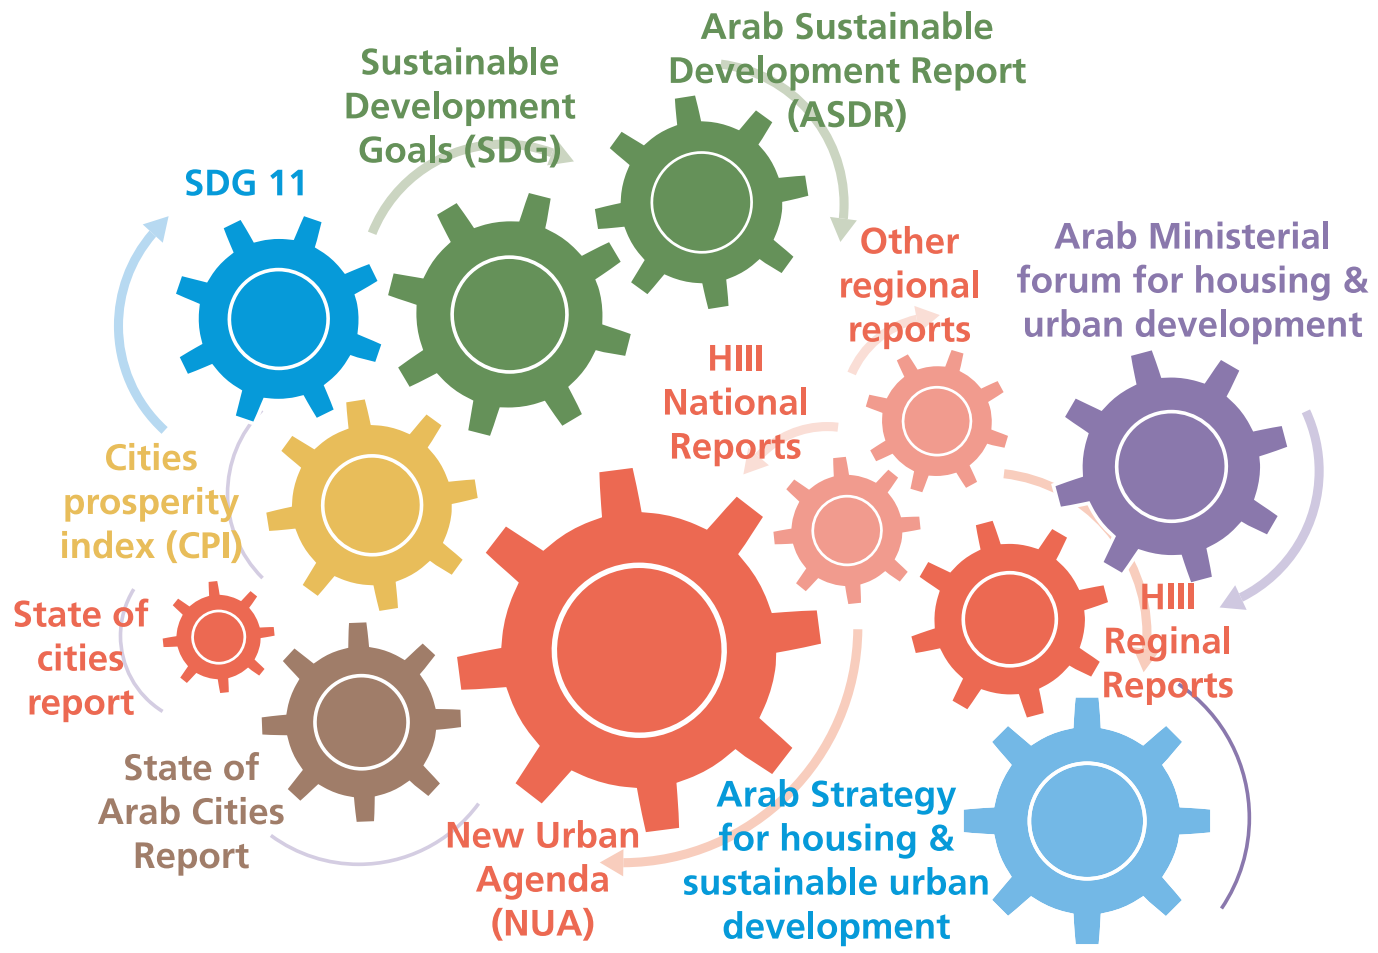 Arab Sustainable
Development Report
(ASDR)
Sustainable
Development
Goals (SDG)
SDG 11
Other
regional
reports
Arab Ministerial
forum for housing &
urban development
HIII
National
Reports
Cities
prosperity
index (CPI)
State of
cities
report
HIII
Reginal
Reports
State of
Arab Cities
Report
New Urban
Agenda
(NUA)
Arab Strategy
for housing &
sustainable urban
development